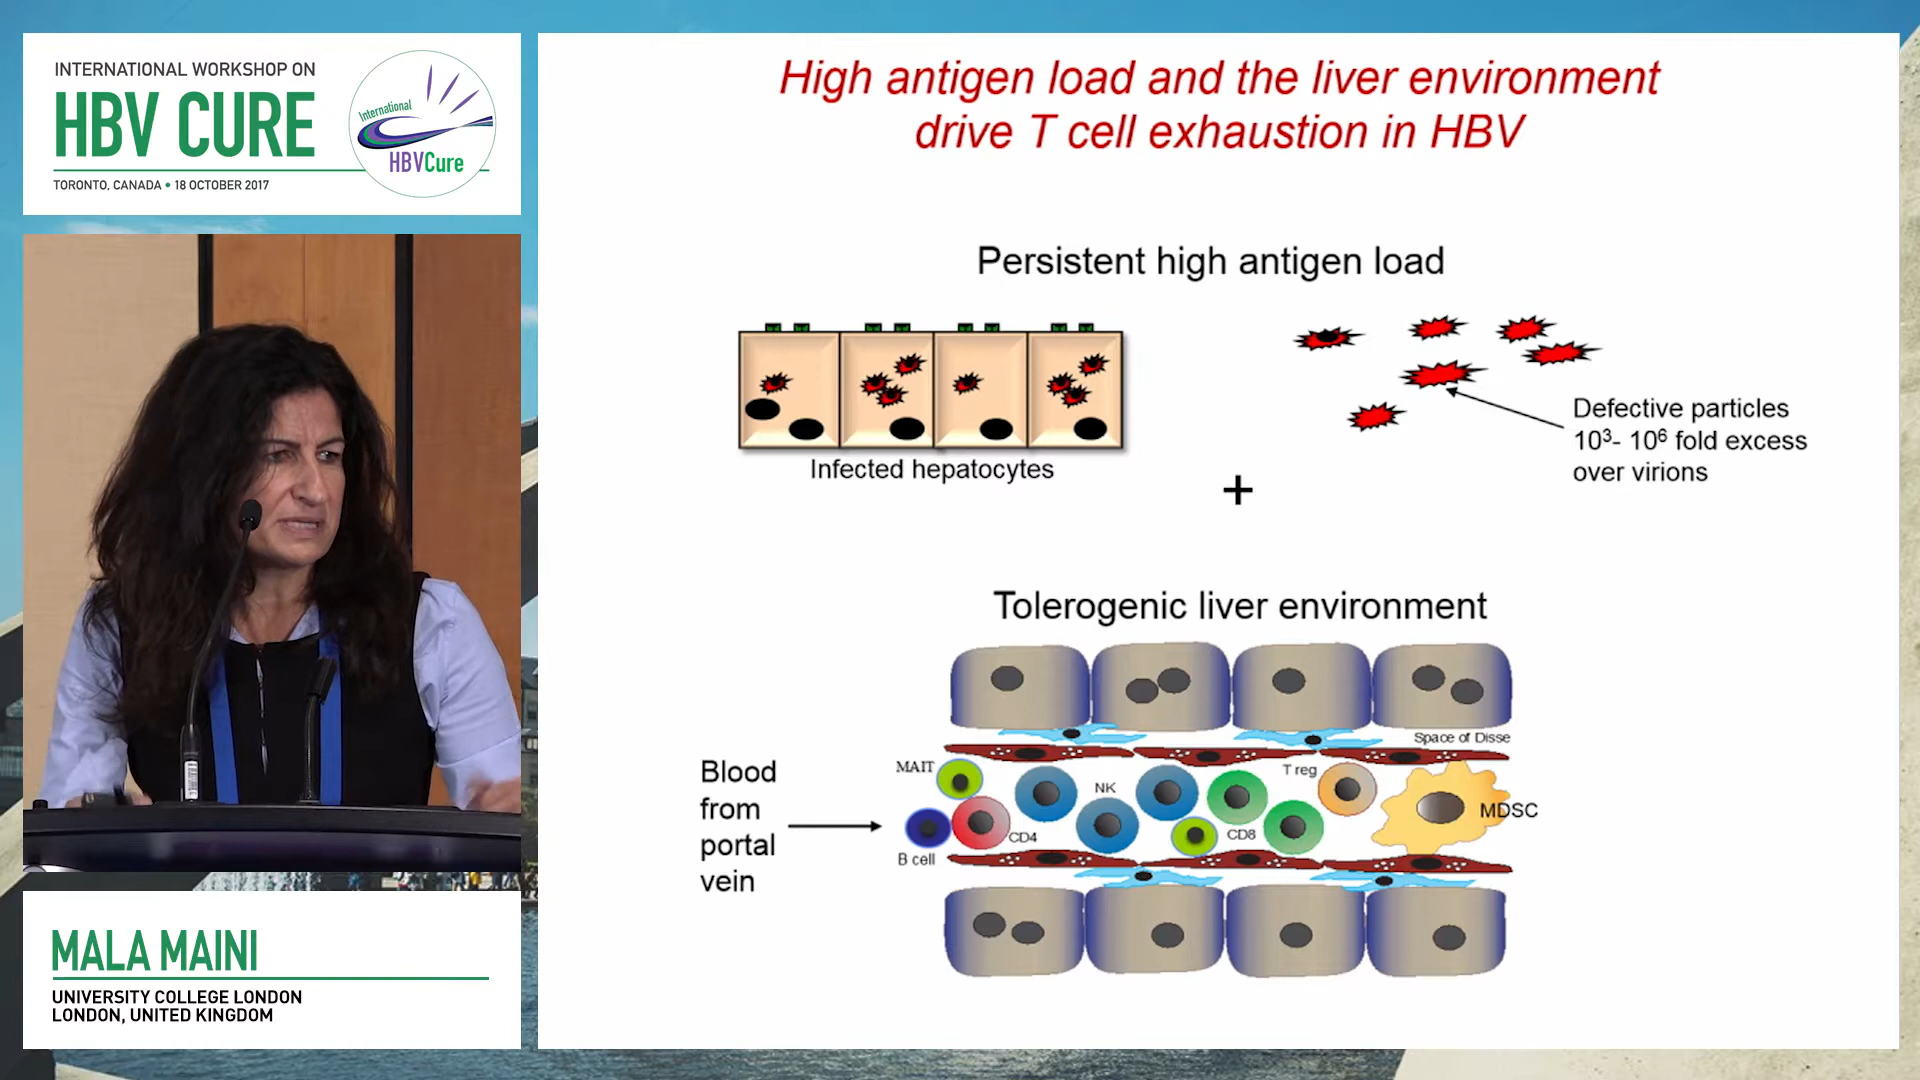 INTERNATIONAL WORKSHOP ON
HBV CURE
TORONTO, CANADA • 18 OCTOBER 2017
International
HBVCure
High antigen load and the liver environment
drive T cell exhaustion in HBV
Persistent high antigen load
Infected hepatocytes
Defective particles
10³- 10⁶ fold excess
over virions
+
Tolerogenic liver environment
Space of Disse
MAIT
NK
T reg
MDSC
CD4
CD8
B cell
Blood
from
portal
vein
MALA MAINI
UNIVERSITY COLLEGE LONDON
LONDON, UNITED KINGDOM